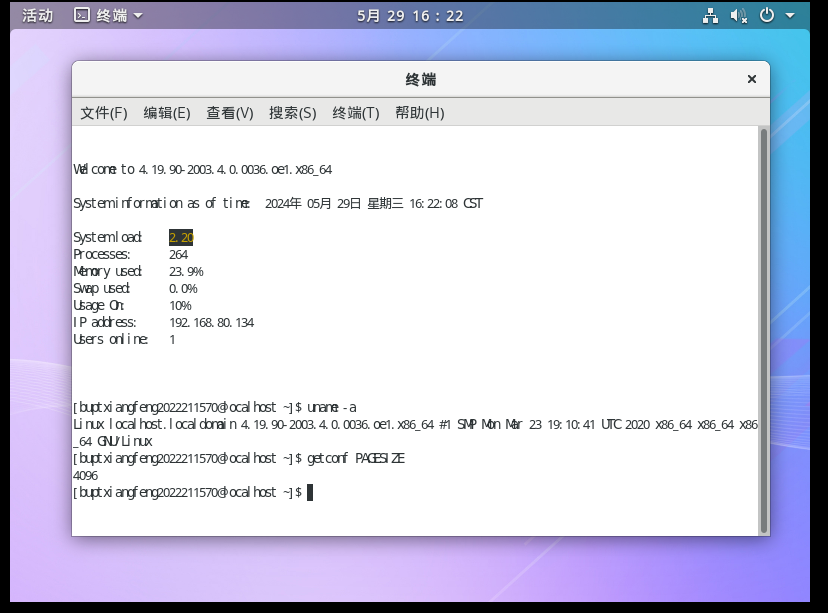 活动 终端 5月 29 16：22
终端
文件(F) 编辑(E) 查看(V) 搜索(S) 终端(T) 帮助(H)
Welcome to 4.19.90-2003.4.0.0036.oe1.x86_64
System information as of time: 2024年 05月 29日 星期三 16:22:08 CST
System load: 2.20
Processes: 264
Memory used: 23.9%
Swap used: 0.0%
Usage On: 10%
IP address: 192.168.80.134
Users online: 1
[buptxiangfeng2022211570@localhost ~]$ uname -a
Linux localhost.localdomain 4.19.90-2003.4.0.0036.oe1.x86_64 #1 SMP Mon Mar 23 19:10:41 UTC 2020 x86_64 x86_64 x86
_64 GNU/Linux
[buptxiangfeng2022211570@localhost ~]$ getconf PAGESIZE
4096
[buptxiangfeng2022211570@localhost ~]$